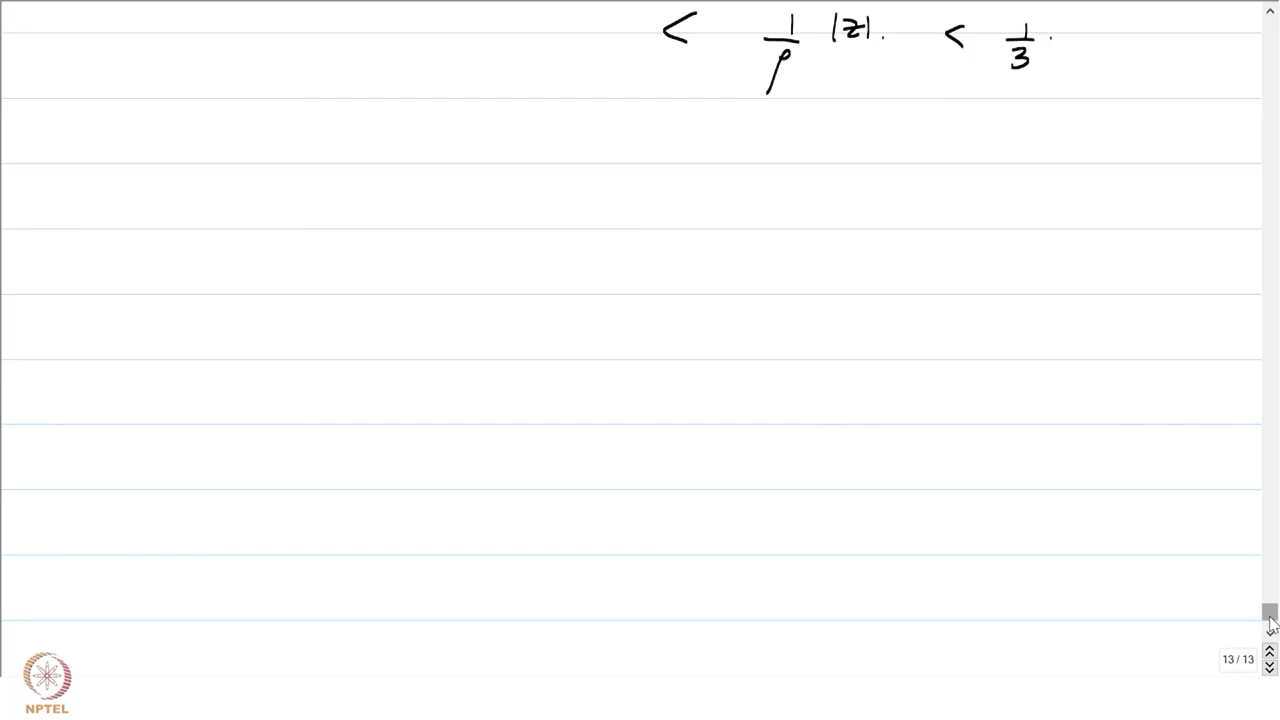 < 1/ρ |z|. < 1/3.
13 / 13
NPTEL